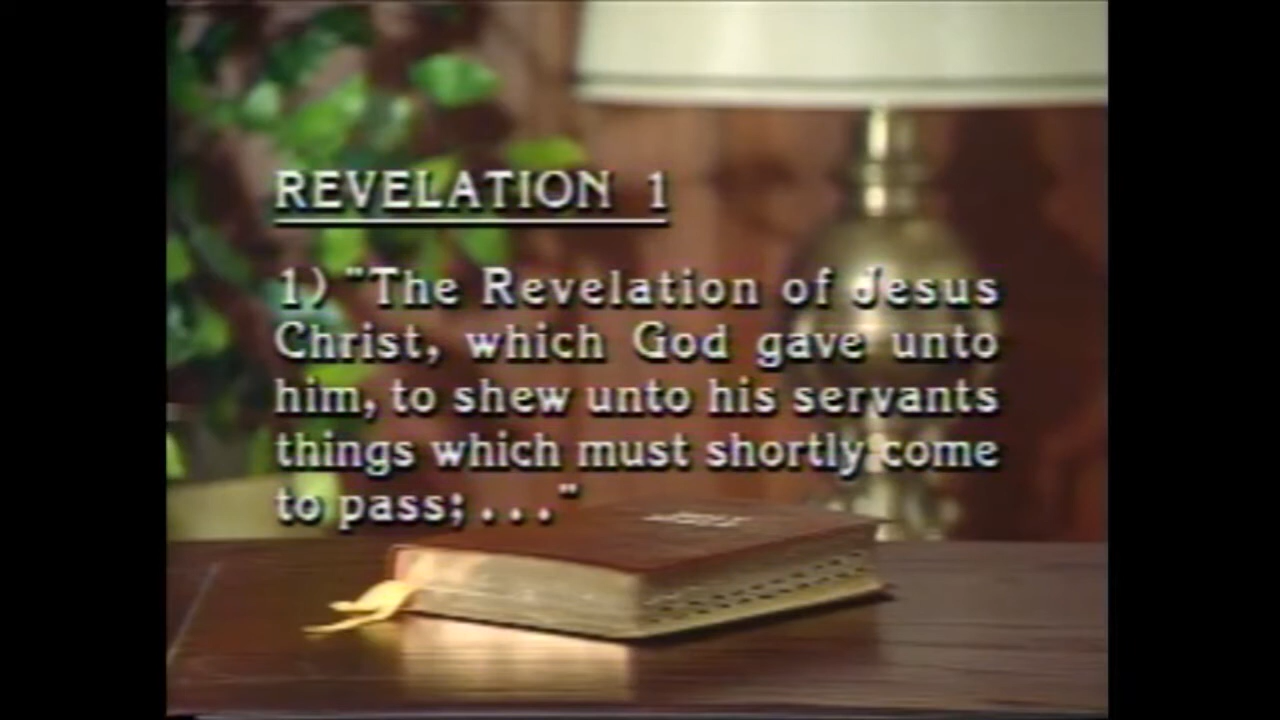 REVELATION 1
1) "The Revelation of Jesus
Christ, which God gave unto
him, to shew unto his servants
things which must shortly come
to pass; . . ."